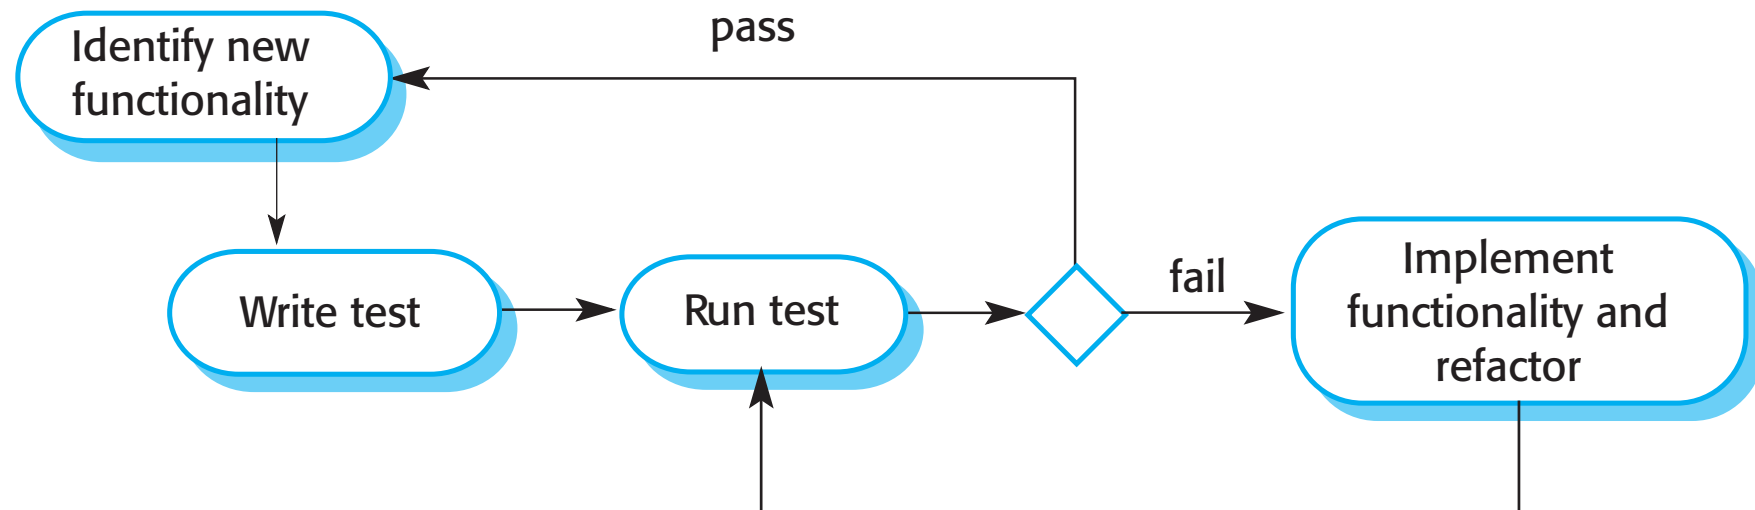 Identify new
functionality
pass
Write test
Run test
fail
Implement
functionality and
refactor